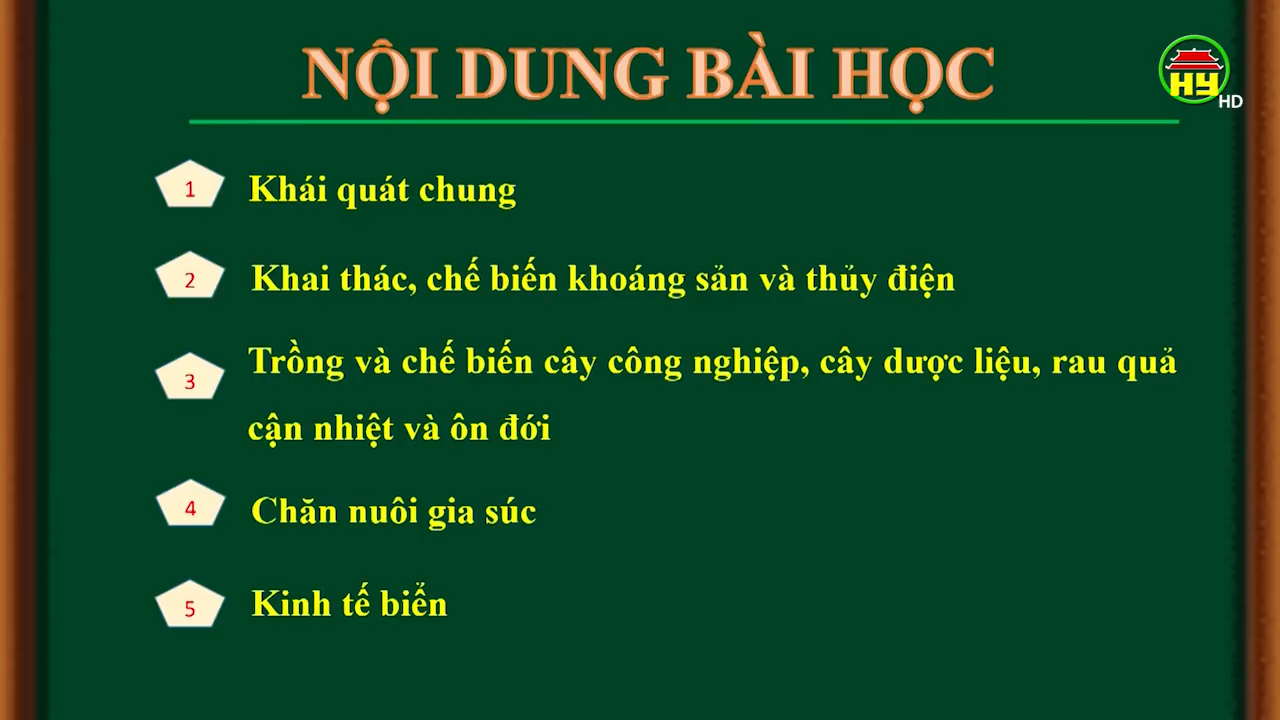 NỘI DUNG BÀI HỌC
HY
HD
1 Khái quát chung
2 Khai thác, chế biến khoáng sản và thủy điện
3 Trồng và chế biến cây công nghiệp, cây dược liệu, rau quả
cận nhiệt và ôn đới
4 Chăn nuôi gia súc
5 Kinh tế biển